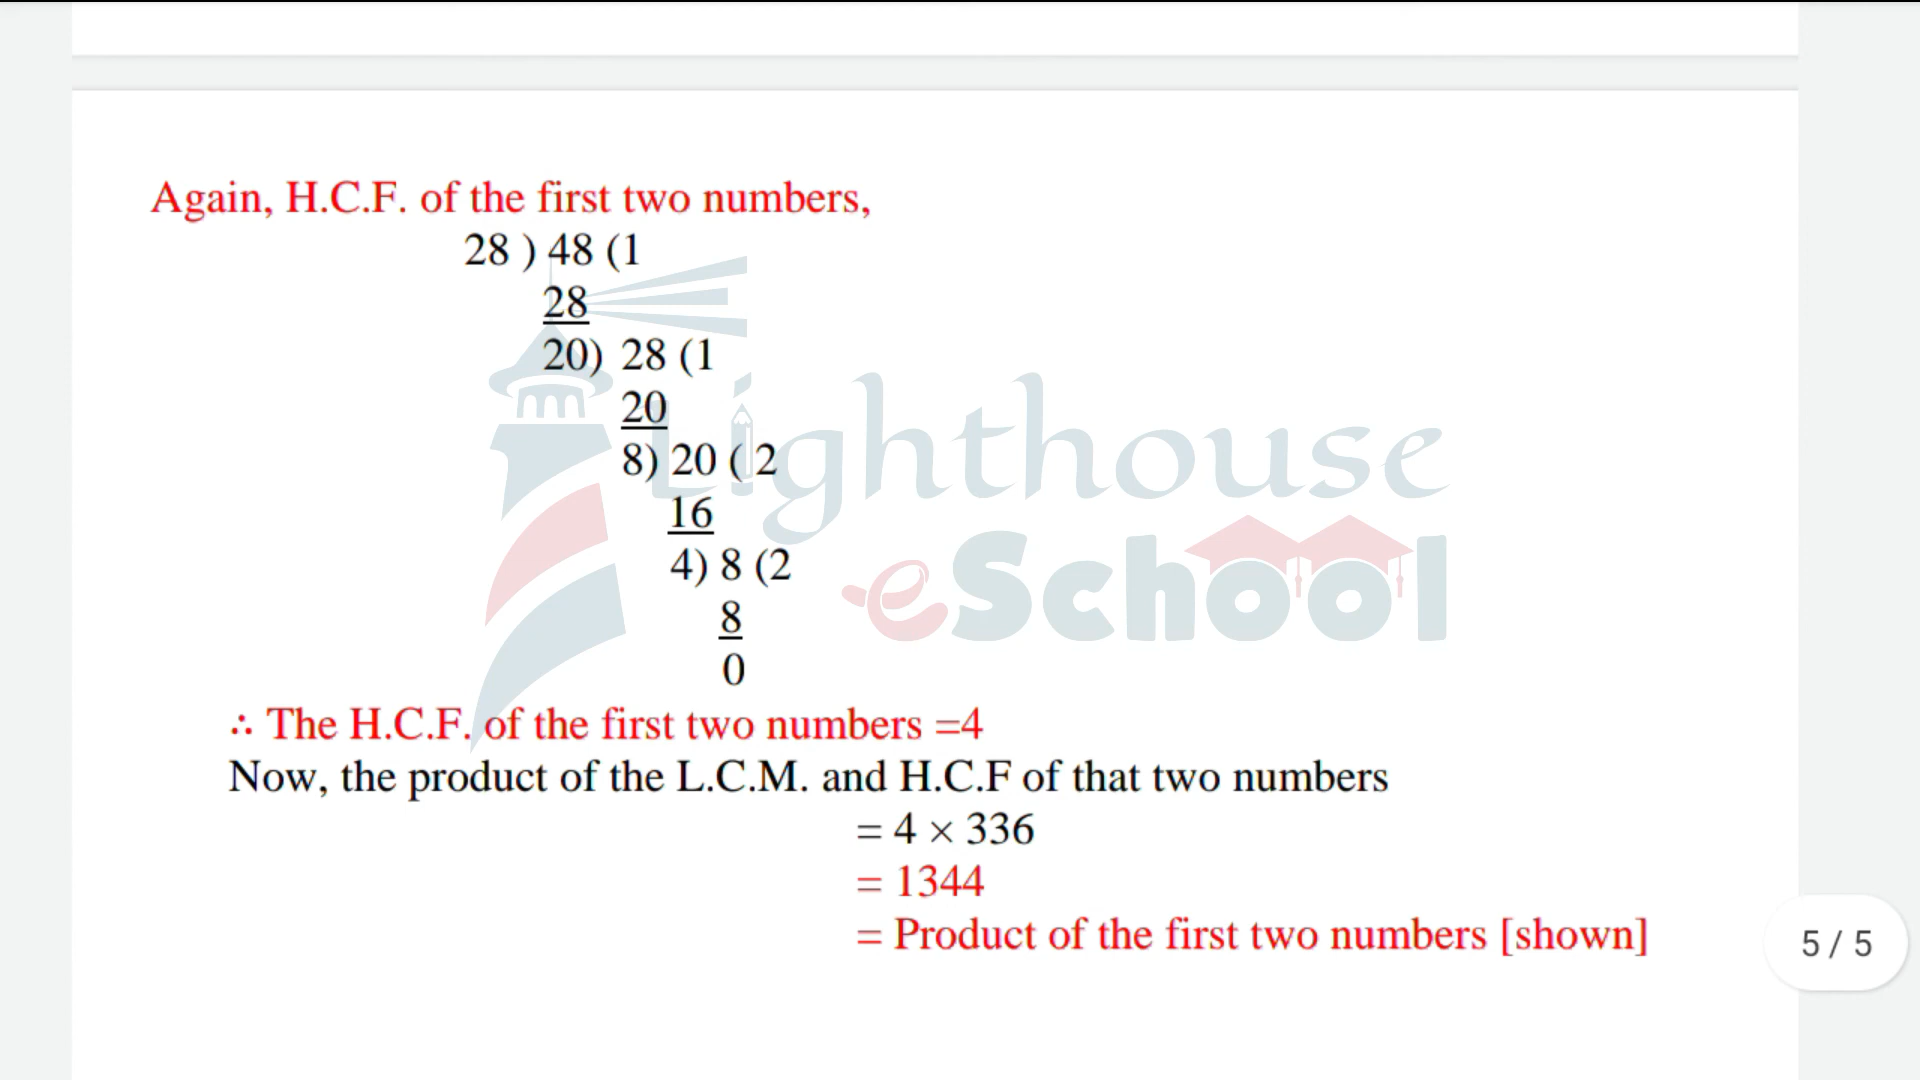 Again, H.C.F. of the first two numbers,
28 ) 48 (1
28
20) 28 (1
20
8) 20 ( 2
16
4) 8 (2
8
0
∴ The H.C.F. of the first two numbers =4
Now, the product of the L.C.M. and H.C.F of that two numbers
= 4 × 336
= 1344
= Product of the first two numbers [shown]
Lighthouse
eSchool
5 / 5